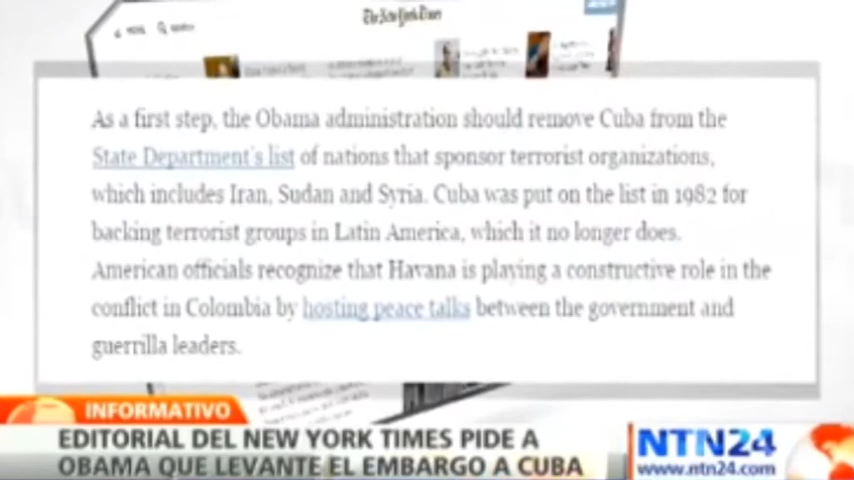 The New York Times
As a first step, the Obama administration should remove Cuba from the
State Department's list of nations that sponsor terrorist organizations,
which includes Iran, Sudan and Syria. Cuba was put on the list in 1982 for
backing terrorist groups in Latin America, which it no longer does.
American officials recognize that Havana is playing a constructive role in the
conflict in Colombia by hosting peace talks between the government and
guerrilla leaders.
INFORMATIVO
EDITORIAL DEL NEW YORK TIMES PIDE A
OBAMA QUE LEVANTE EL EMBARGO A CUBA
NTN24
www.ntn24.com